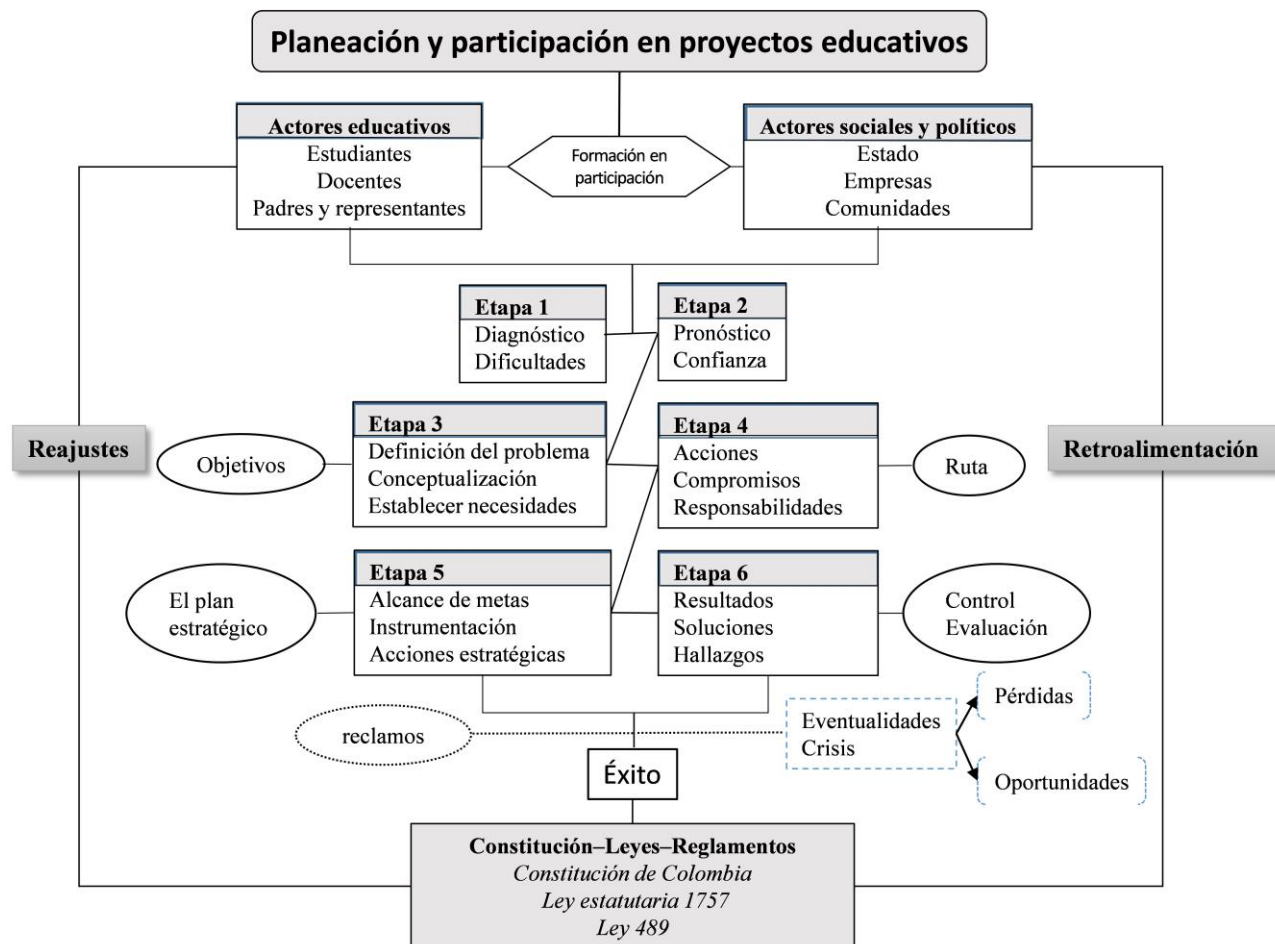 Planeación y participación en proyectos educativos
Actores educativos
Estudiantes
Docentes
Padres y representantes
Formación en
participación
Actores sociales y políticos
Estado
Empresas
Comunidades
Etapa 1
Diagnóstico
Dificultades
Etapa 2
Pronóstico
Confianza
Reajustes
Objetivos
Etapa 3
Definición del problema
Conceptualización
Establecer necesidades
Etapa 4
Acciones
Compromisos
Responsabilidades
Ruta
Retroalimentación
El plan
estratégico
Etapa 5
Alcance de metas
Instrumentación
Acciones estratégicas
Etapa 6
Resultados
Soluciones
Hallazgos
Control
Evaluación
reclamos
Eventualidades
Crisis
Pérdidas
Oportunidades
Éxito
Constitución–Leyes–Reglamentos
Constitución de Colombia
Ley estatutaria 1757
Ley 489